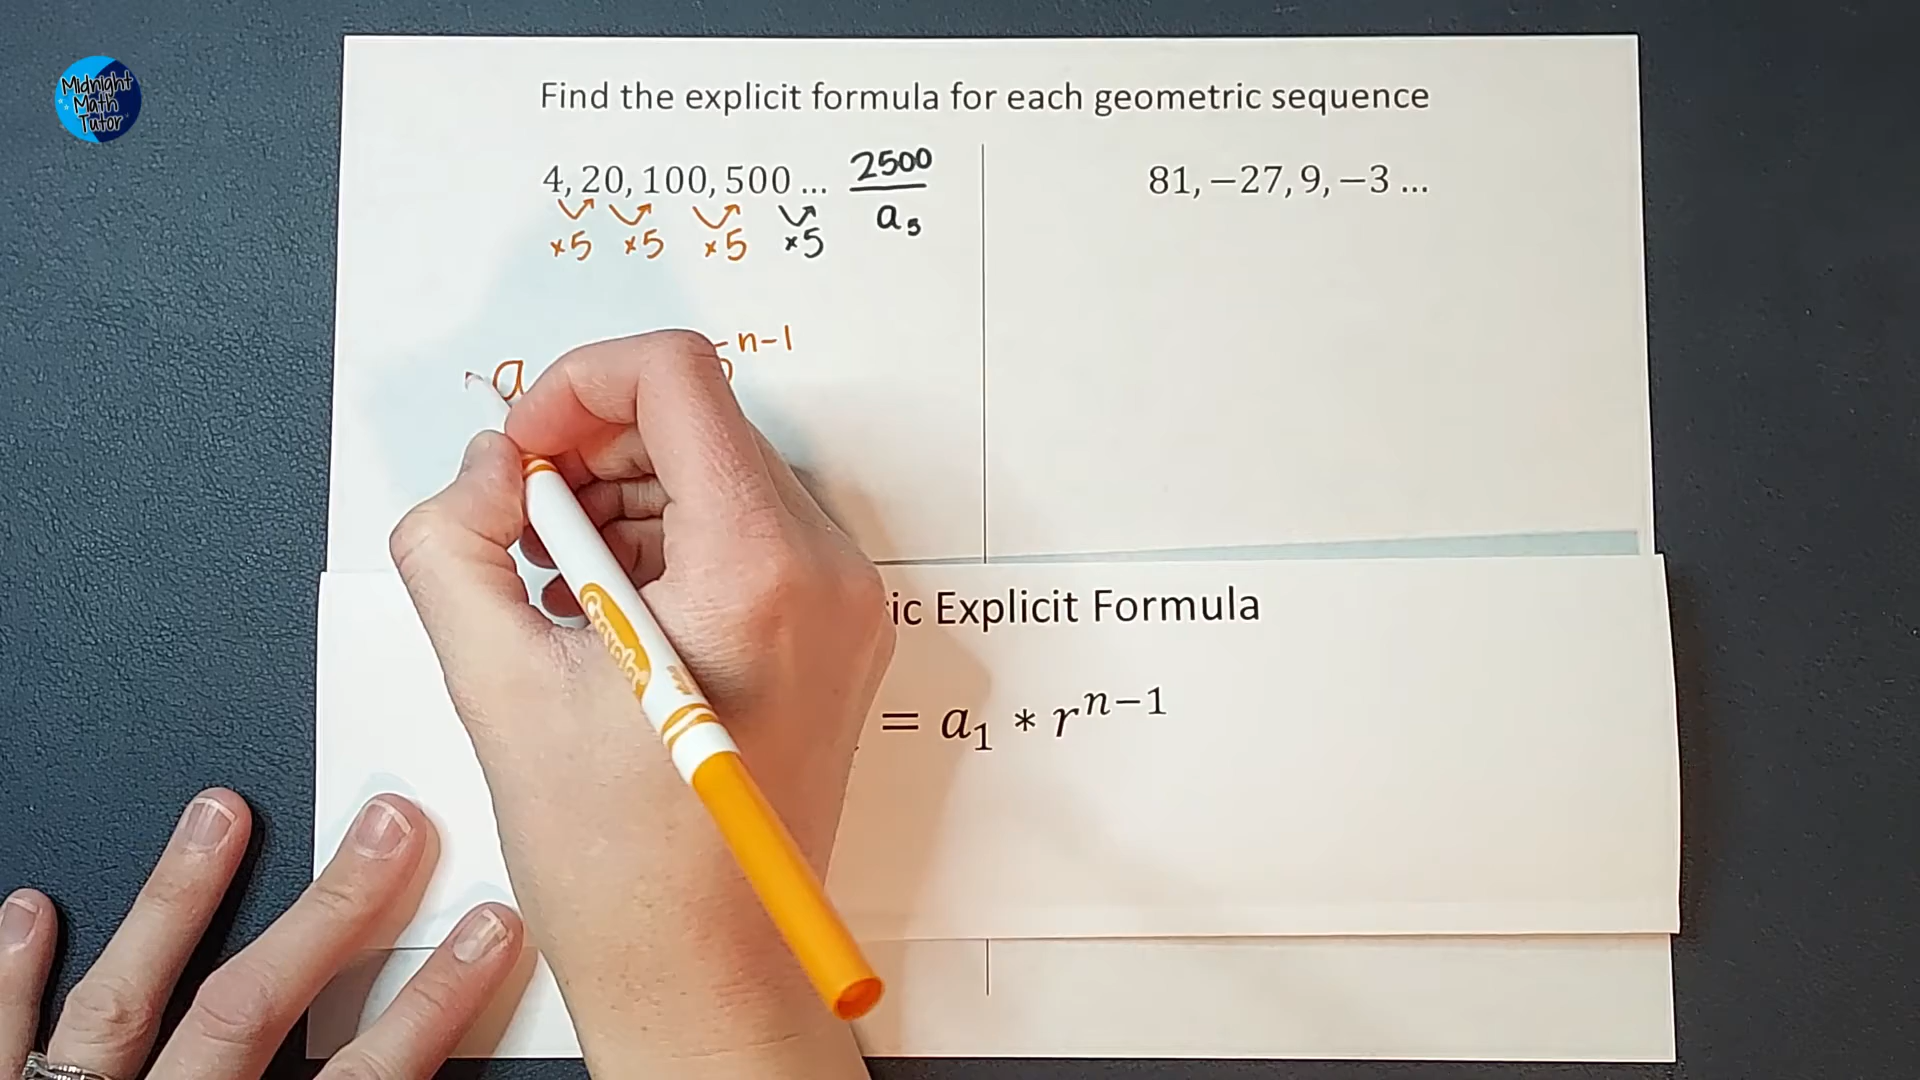 Midnight
Math
Tutor
Find the explicit formula for each geometric sequence
4, 20, 100, 500 ... 2500
a₅
×5 ×5 ×5 ×5
81, −27, 9, −3 ...
a n-1
ic Explicit Formula
= a₁ * rⁿ⁻¹
Crayola